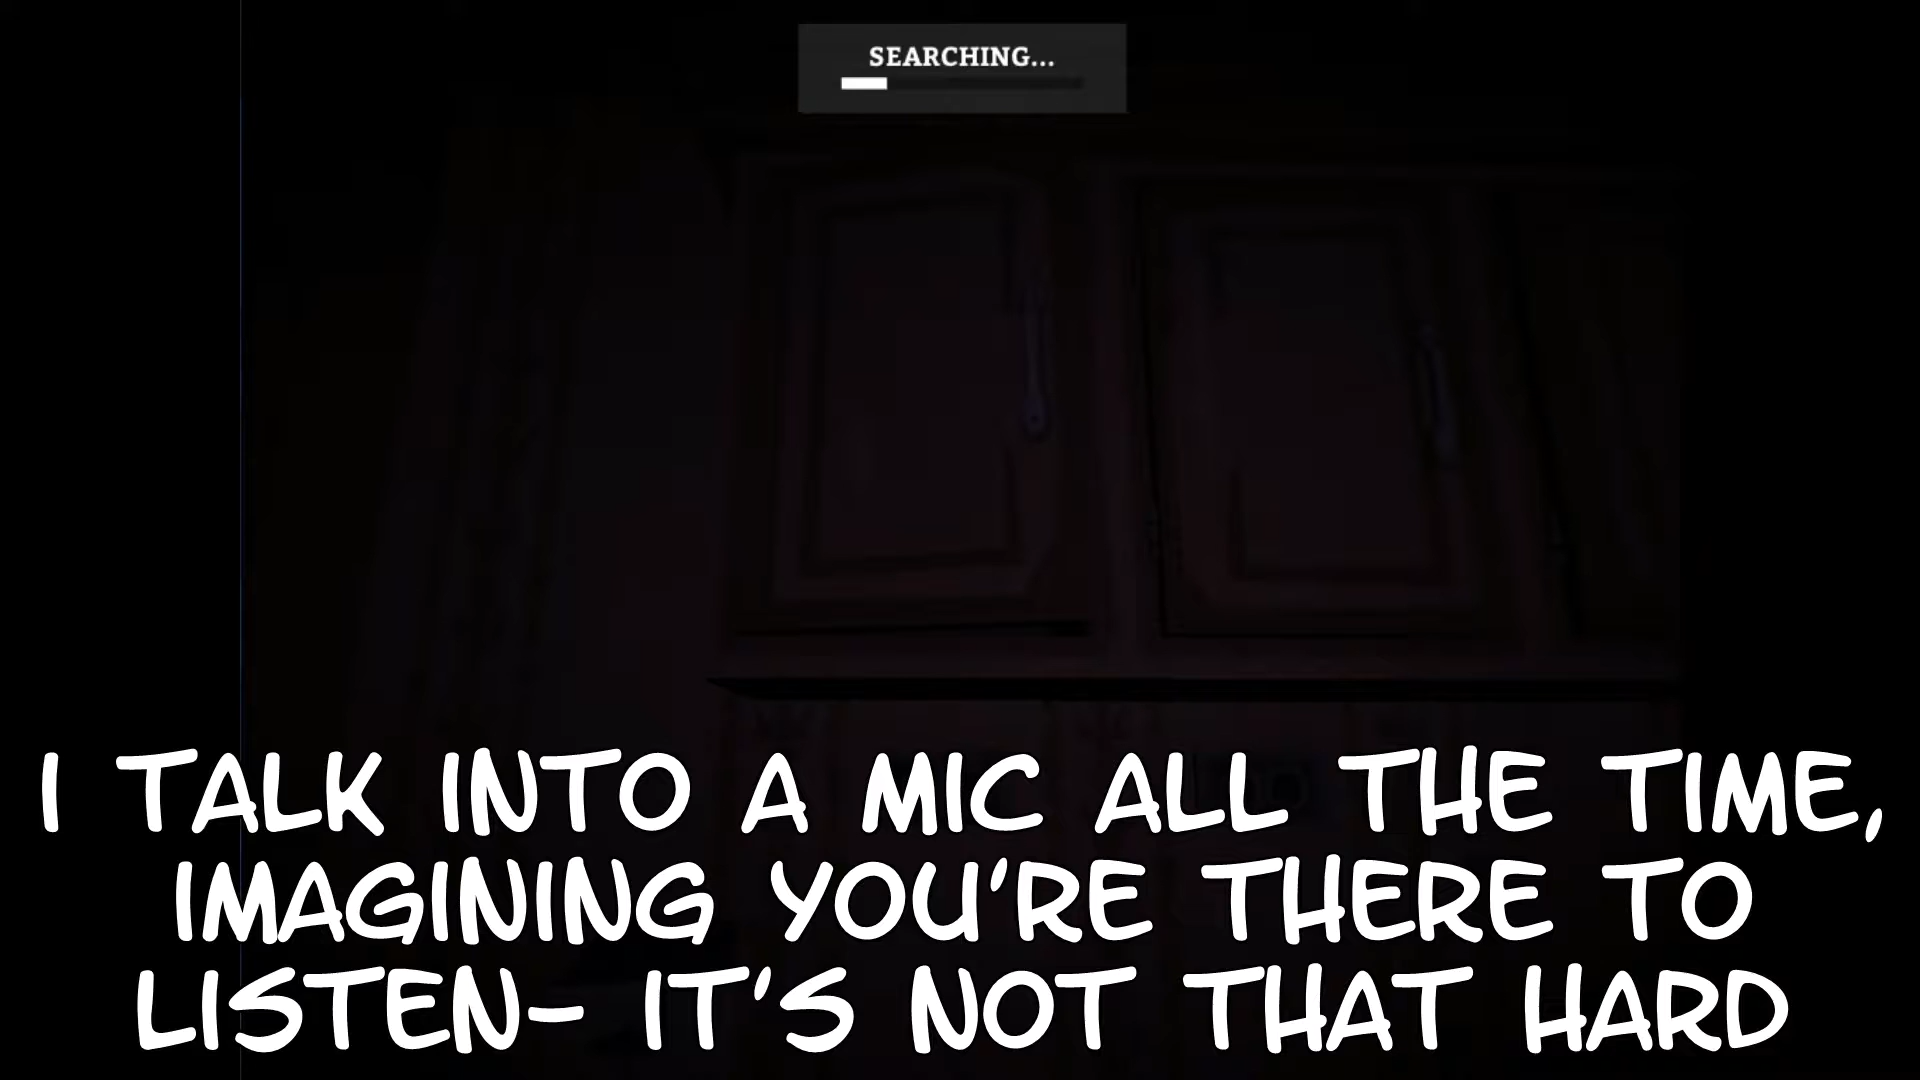 SEARCHING...
I TALK INTO A MIC ALL THE TIME,
IMAGINING YOU'RE THERE TO
LISTEN- IT'S NOT THAT HARD